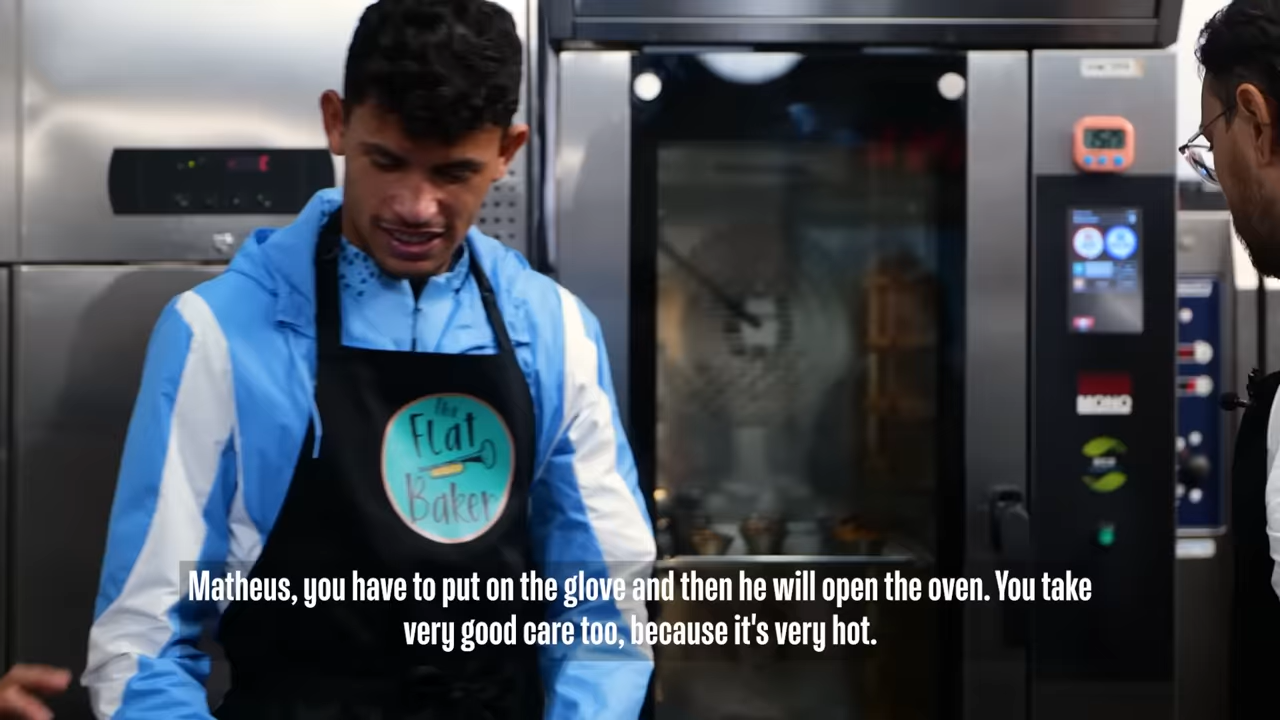 The
Flat
Baker
MONO
Matheus, you have to put on the glove and then he will open the oven. You take
very good care too, because it's very hot.